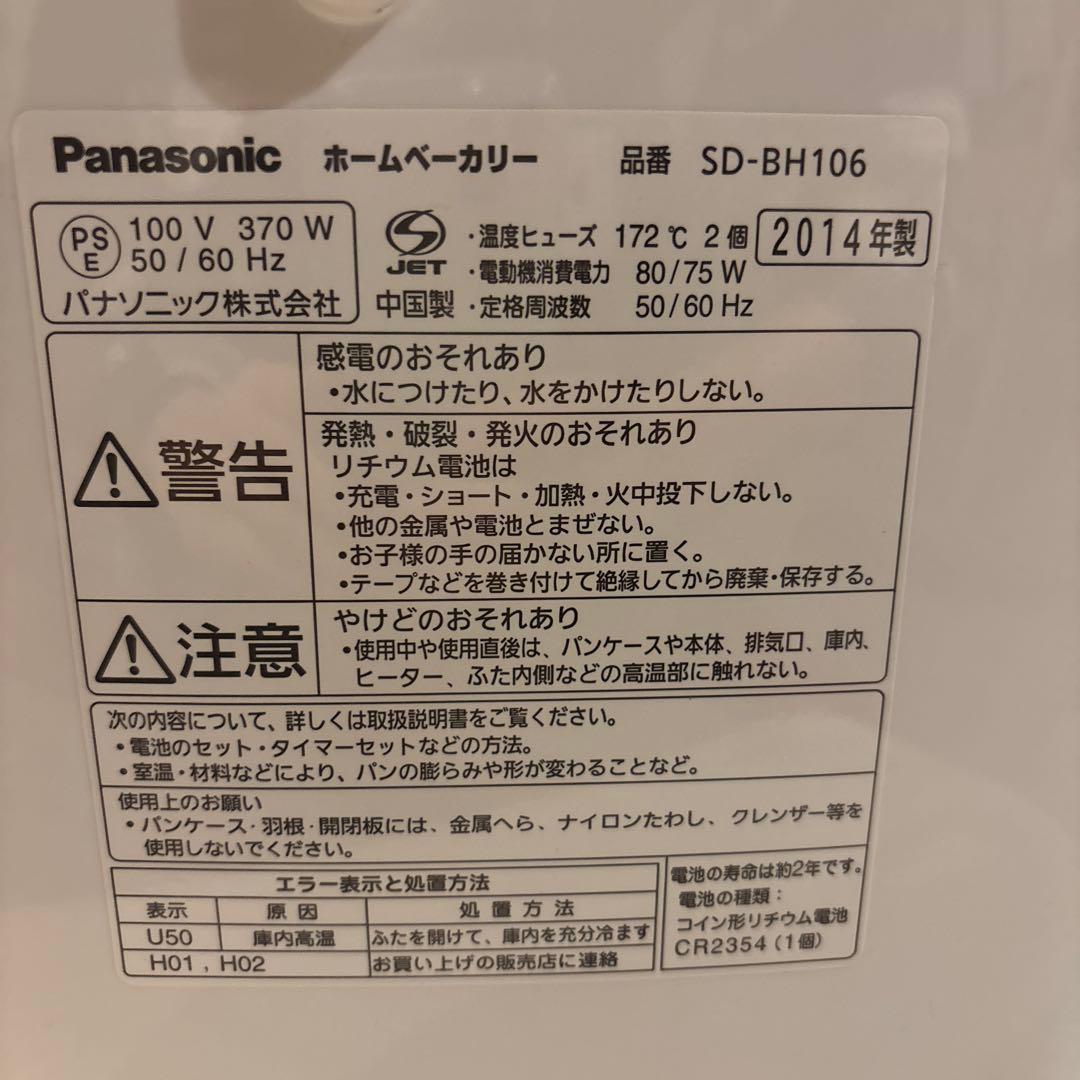 Panasonic ホームベーカリー 品番 SD-BH106
PSE 100 V 370 W
50 / 60 Hz
パナソニック株式会社
JET
中国製
・温度ヒューズ 172℃ 2個
・電動機消費電力 80/75 W
・定格周波数 50/60 Hz
2014年製
警告
感電のおそれあり
・水につけたり、水をかけたりしない。
発熱・破裂・発火のおそれあり
リチウム電池は
・充電・ショート・加熱・火中投下しない。
・他の金属や電池とまぜない。
・お子様の手の届かない所に置く。
・テープなどを巻き付けて絶縁してから廃棄・保存する。
注意
やけどのおそれあり
・使用中や使用直後は、パンケースや本体、排気口、庫内、
ヒーター、ふた内側などの高温部に触れない。
次の内容について、詳しくは取扱説明書をご覧ください。
・電池のセット・タイマーセットなどの方法。
・室温・材料などにより、パンの膨らみや形が変わることなど。
使用上のお願い
・パンケース・羽根・開閉板には、金属へら、ナイロンたわし、クレンザー等を
使用しないでください。
エラー表示と処置方法
表示 原因 処置方法
U50 庫内高温 ふたを開けて、庫内を充分冷ます
H01 , H02 お買い上げの販売店に連絡
電池の寿命は約2年です。
電池の種類：
コイン形リチウム電池
CR2354（1個）